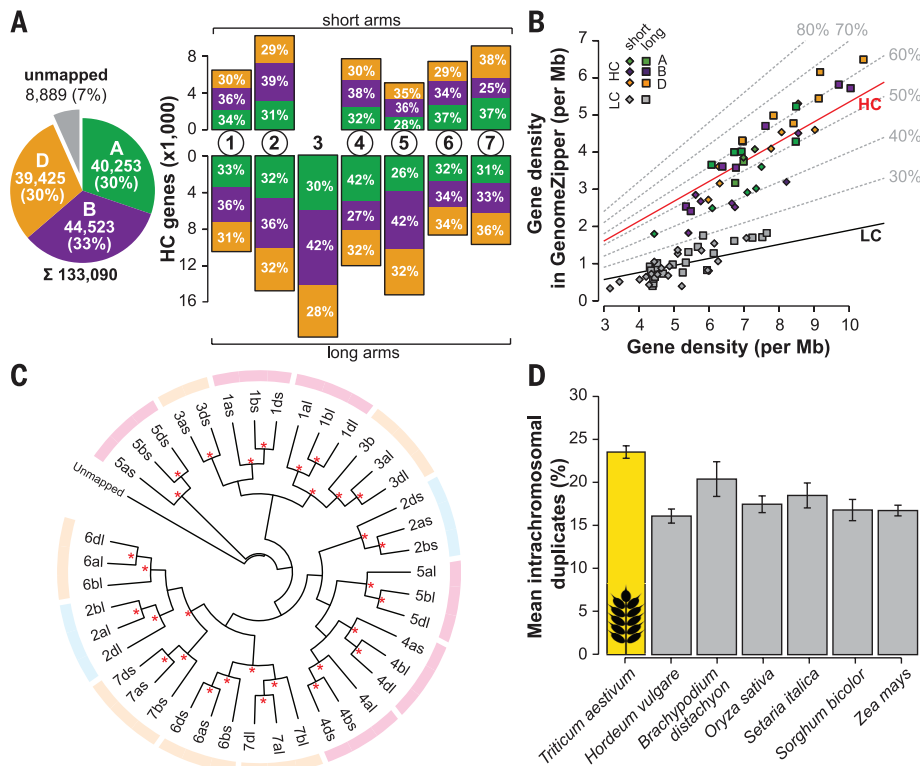 A
unmapped
8,889 (7%)
A
40,253
(30%)
D
39,425
(30%)
B
44,523
(33%)
Σ 133,090
HC genes (x1,000)
short arms
8
4
0
30%
36%
34%
29%
39%
31%
30%
38%
32%
35%
36%
28%
29%
34%
37%
38%
25%
37%
1 2 3 4 5 6 7
0
4
8
12
16
33%
36%
31%
32%
36%
32%
30%
42%
28%
42%
27%
30%
26%
42%
32%
32%
34%
34%
31%
33%
36%
long arms
B
Gene density
in GenomeZipper (per Mb)
7
6
5
4
3
2
1
0
short
long
HC
LC
A
B
D
80% 70%
60%
50%
40%
30%
HC
LC
3 4 5 6 7 8 9 10
Gene density (per Mb)
C
Unmapped
5as
5bs
5ds
3as
3ds
1as
1bs
1ds
1al
1bl
1dl
3b
3al
3dl
2ds
2as
2bs
5al
5bl
5dl
4as
4bl
4dl
4al
4bs
4ds
7bl
7al
7dl
6bs
6as
6ds
7bs
7as
7ds
2dl
2al
2bl
6bl
6al
6dl
D
Mean intrachromosomal
duplicates (%)
30
25
20
15
10
5
0
Triticum aestivum
Hordeum vulgare
Brachypodium
distachyon
Oryza sativa
Setaria italica
Sorghum bicolor
Zea mays